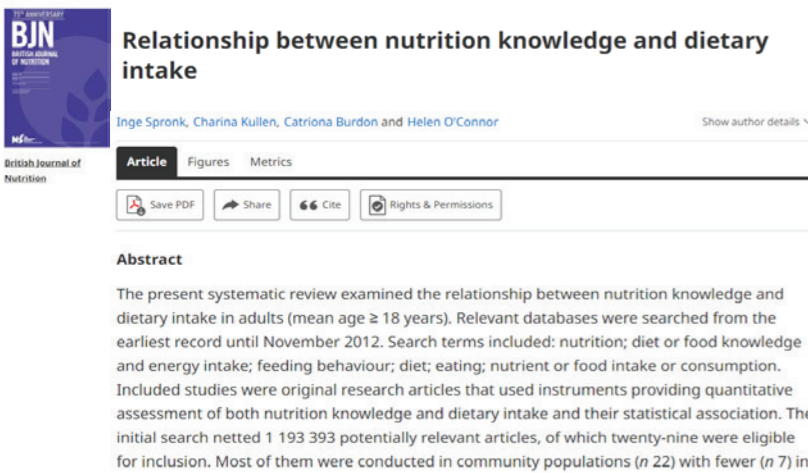 75TH ANNIVERSARY
BJN
BRITISH JOURNAL
OF NUTRITION
British Journal of
Nutrition
Relationship between nutrition knowledge and dietary
intake
Inge Spronk, Charina Kullen, Catriona Burdon and Helen O'Connor
Show author details
Article Figures Metrics
Save PDF Share Cite Rights & Permissions
Abstract
The present systematic review examined the relationship between nutrition knowledge and
dietary intake in adults (mean age ≥ 18 years). Relevant databases were searched from the
earliest record until November 2012. Search terms included: nutrition; diet or food knowledge
and energy intake; feeding behaviour; diet; eating; nutrient or food intake or consumption.
Included studies were original research articles that used instruments providing quantitative
assessment of both nutrition knowledge and dietary intake and their statistical association. The
initial search netted 1 193 393 potentially relevant articles, of which twenty-nine were eligible
for inclusion. Most of them were conducted in community populations (n 22) with fewer (n 7) in